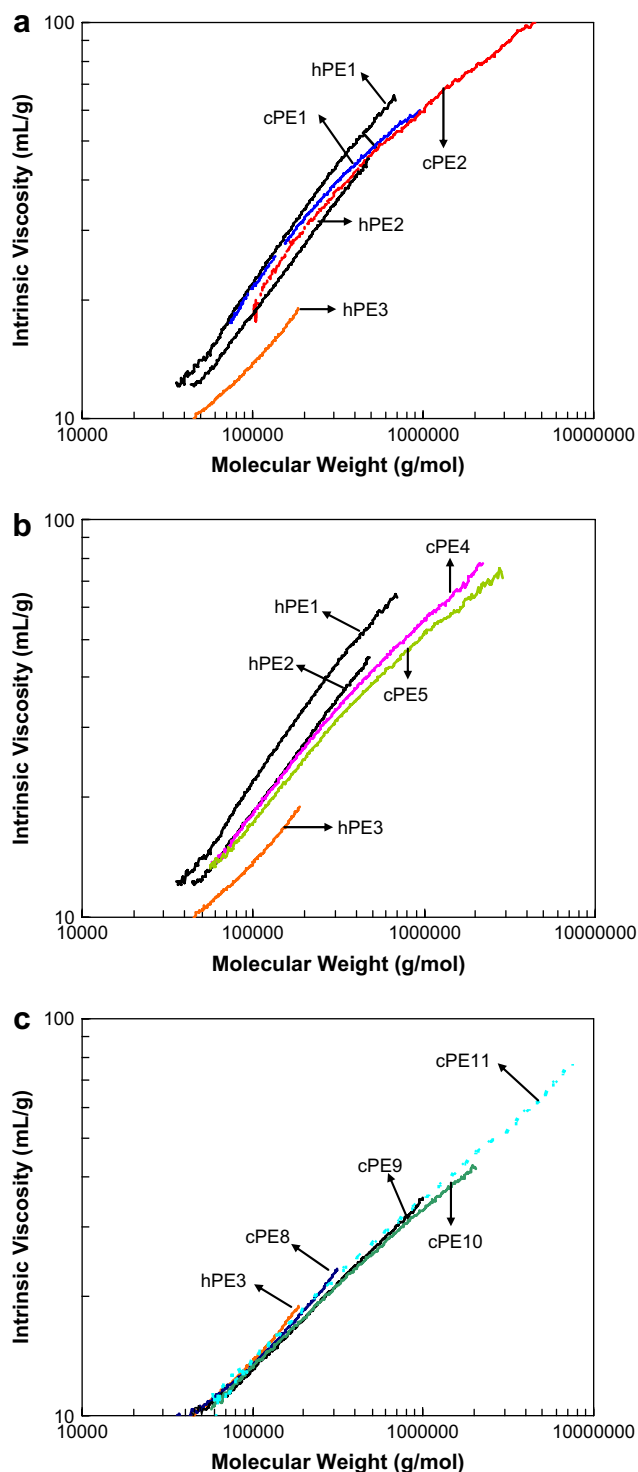 a
100
hPE1
cPE1
cPE2
hPE2
hPE3
Intrinsic Viscosity (mL/g)
10
10000
100000
1000000
10000000
Molecular Weight (g/mol)
b
100
cPE4
hPE1
hPE2
cPE5
hPE3
Intrinsic Viscosity (mL/g)
10
10000
100000
1000000
10000000
Molecular Weight (g/mol)
c
100
cPE11
cPE9
cPE8
cPE10
hPE3
Intrinsic Viscosity (mL/g)
10
10000
100000
1000000
10000000
Molecular Weight (g/mol)